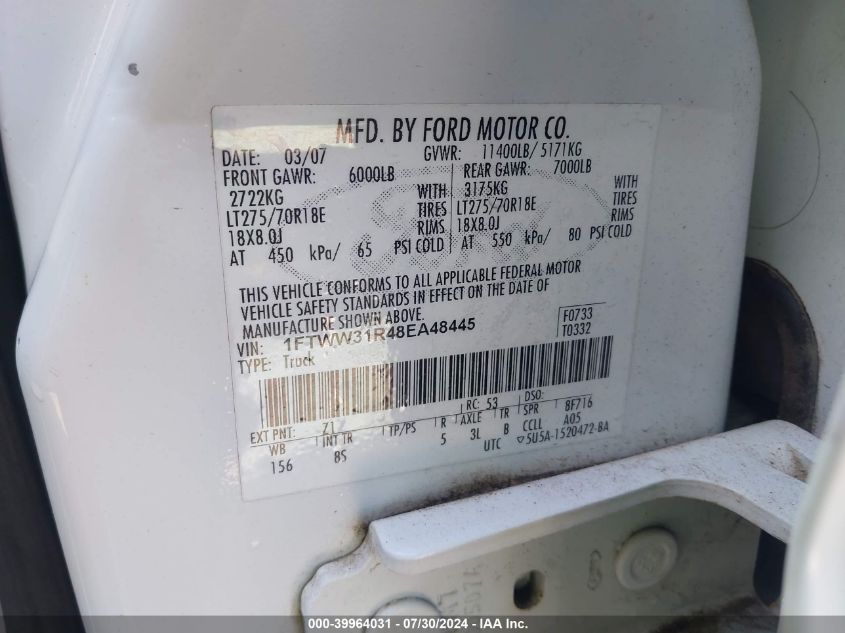 MFD. BY FORD MOTOR CO.
DATE: 03/07 GVWR: 11400LB/ 5171KG
FRONT GAWR: 6000LB REAR GAWR: 7000LB
2722KG WITH 3175KG WITH
LT275/70R18E TIRES LT275/70R18E TIRES
18X8.0J RIMS 18X8.0J RIMS
AT 450 kPa/ 65 PSI COLD AT 550 kPa/ 80 PSI COLD
THIS VEHICLE CONFORMS TO ALL APPLICABLE FEDERAL MOTOR
VEHICLE SAFETY STANDARDS IN EFFECT ON THE DATE OF
MANUFACTURE SHOWN ABOVE.
VIN: 1FTWW31R48EA48445 F0733
TYPE: Truck T0332
EXT PNT: Z1 RC: 53 DSO:
WB INT TR TP/PS R AXLE TR SPR 8F716
156 BS 5 3L B CCLL A05
UTC 5U5A-1520472-BA
000-39964031 - 07/30/2024 - IAAI - Copart Inc.